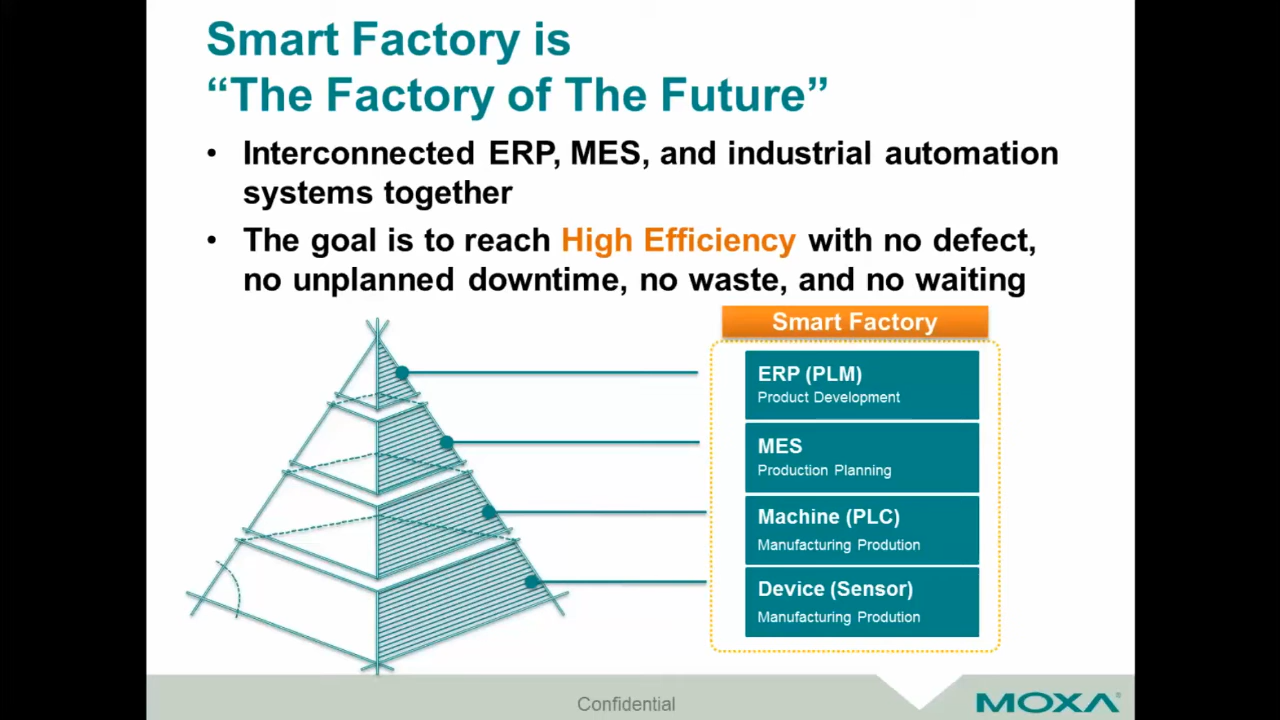 Smart Factory is
“The Factory of The Future”
• Interconnected ERP, MES, and industrial automation
systems together
• The goal is to reach High Efficiency with no defect,
no unplanned downtime, no waste, and no waiting
Smart Factory
ERP (PLM)
Product Development
MES
Production Planning
Machine (PLC)
Manufacturing Prodution
Device (Sensor)
Manufacturing Prodution
Confidential
MOXA®